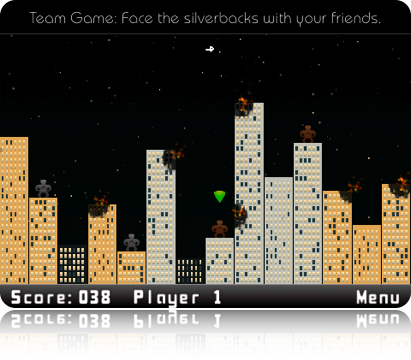 Team Game: Face the silverbacks with your friends.
Score: 038 Player 1 Menu